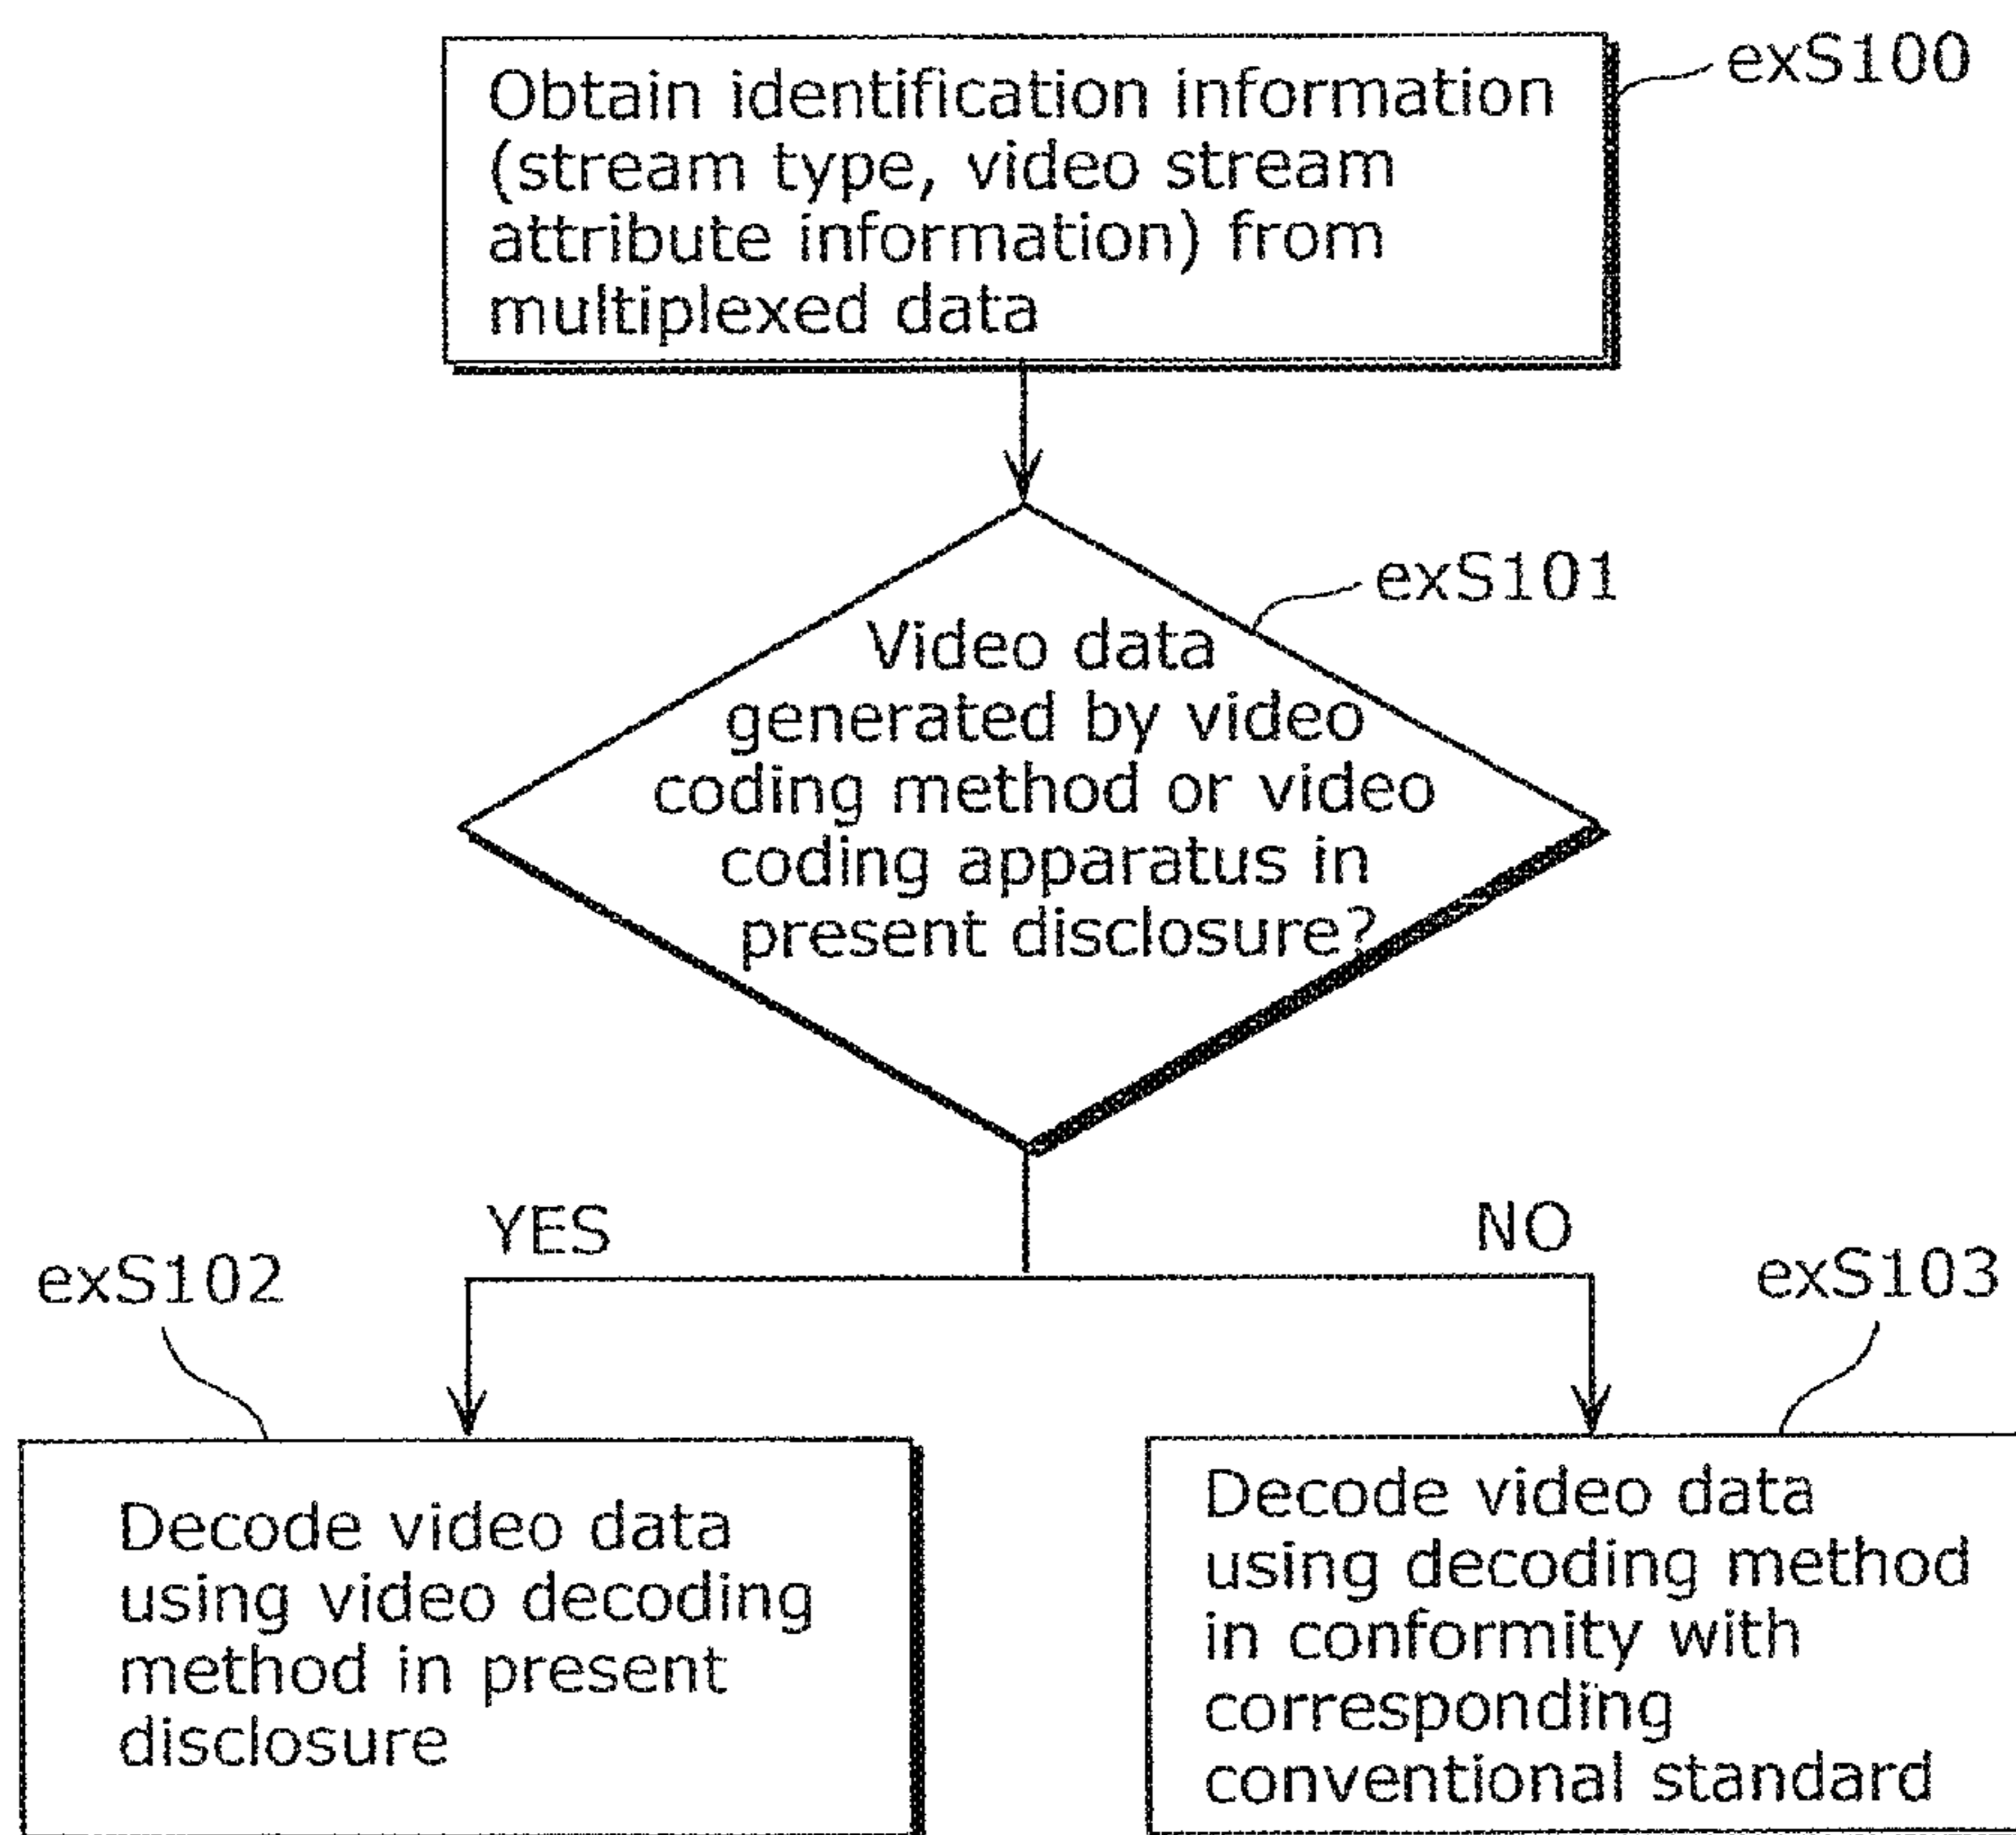 exS100
Obtain identification information
(stream type, video stream
attribute information) from
multiplexed data
exS101
Video data
generated by video
coding method or video
coding apparatus in
present disclosure?
YES
NO
exS102
exS103
Decode video data
using video decoding
method in present
disclosure
Decode video data
using decoding method
in conformity with
corresponding
conventional standard